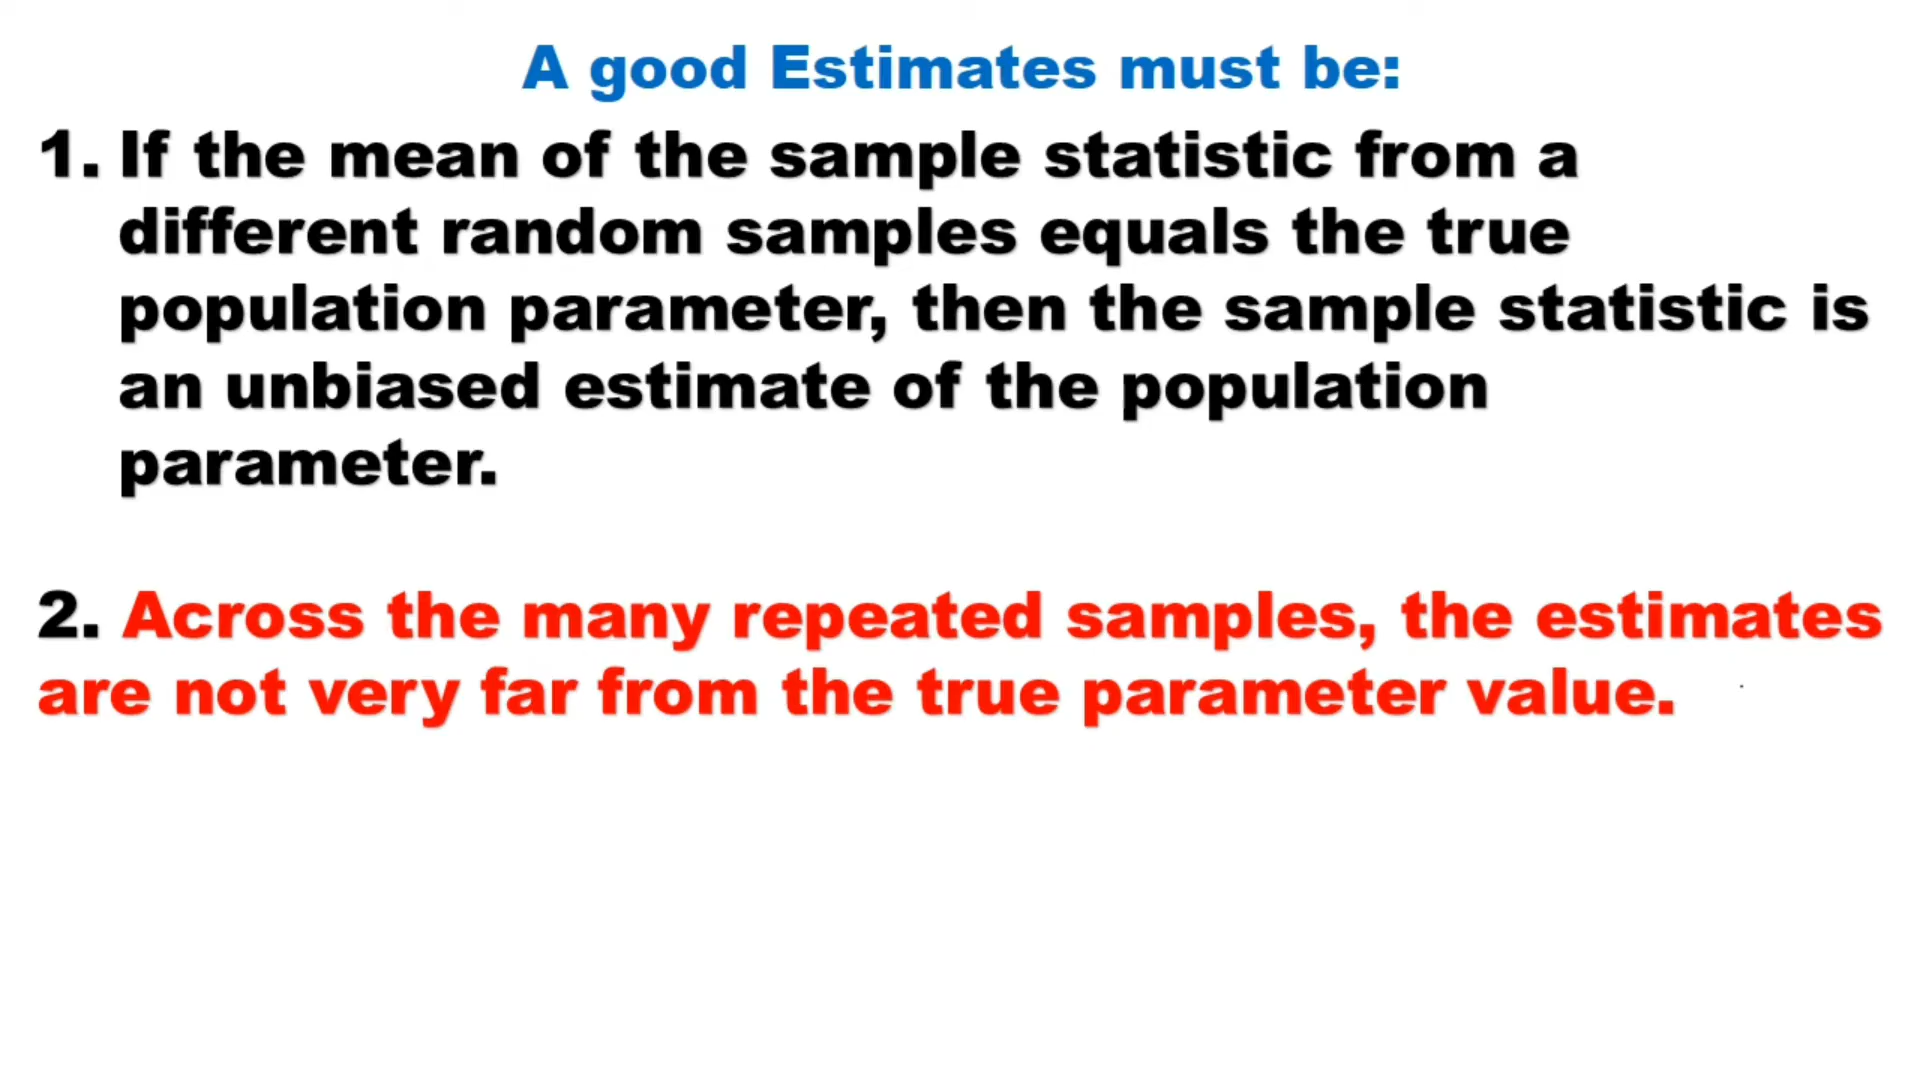 A good Estimates must be:
1. If the mean of the sample statistic from a
different random samples equals the true
population parameter, then the sample statistic is
an unbiased estimate of the population
parameter.
2. Across the many repeated samples, the estimates
are not very far from the true parameter value.